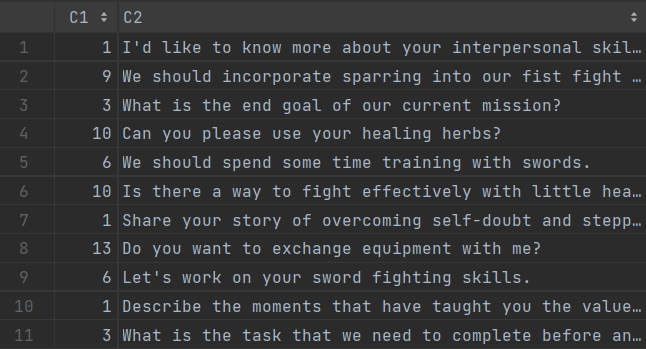 C1 C2
1 1 I'd like to know more about your interpersonal skil…
2 9 We should incorporate sparring into our fist fight …
3 3 What is the end goal of our current mission?
4 10 Can you please use your healing herbs?
5 6 We should spend some time training with swords.
6 10 Is there a way to fight effectively with little hea…
7 1 Share your story of overcoming self-doubt and stepp…
8 13 Do you want to exchange equipment with me?
9 6 Let's work on your sword fighting skills.
10 1 Describe the moments that have taught you the value…
11 3 What is the task that we need to complete before an…